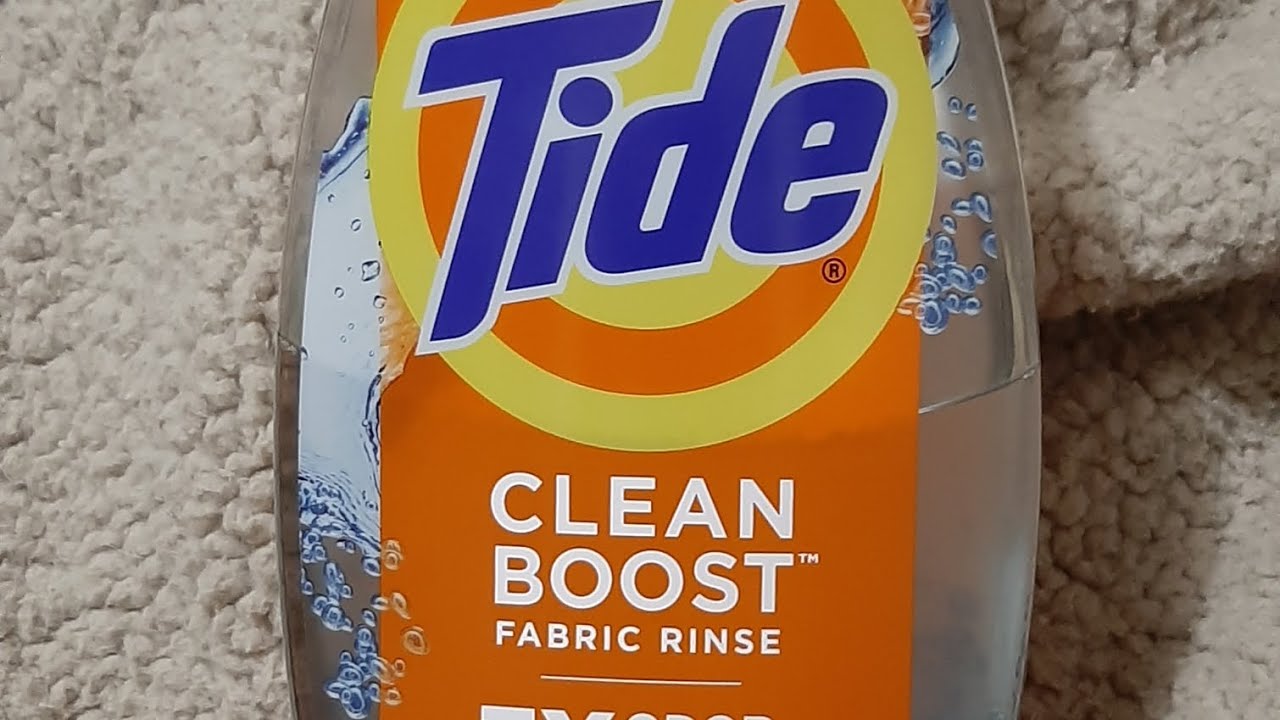 Tide®
CLEAN
BOOST™
FABRIC RINSE